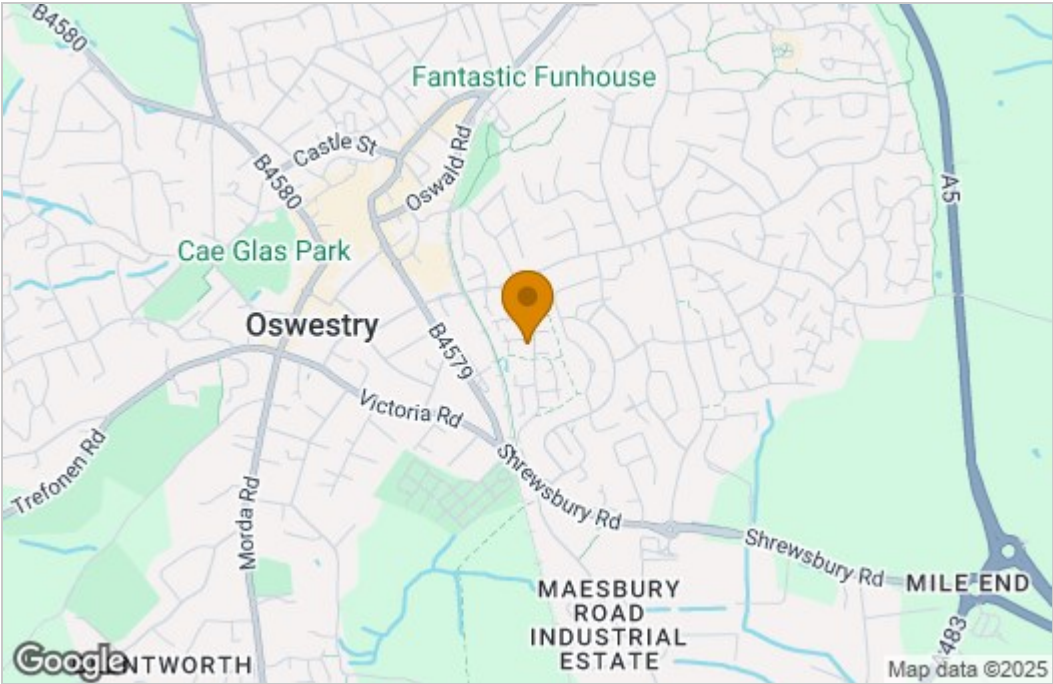 B4580
Fantastic Funhouse
Castle St
Oswald Rd
B4580
A5
Cae Glas Park
Oswestry
B4579
Victoria Rd
Trefonen Rd
Morda Rd
Shrewsbury Rd
Shrewsbury Rd
MILE END
MAESBURY
ROAD
INDUSTRIAL
ESTATE
483
Google
NTWORTH
Map data ©2025